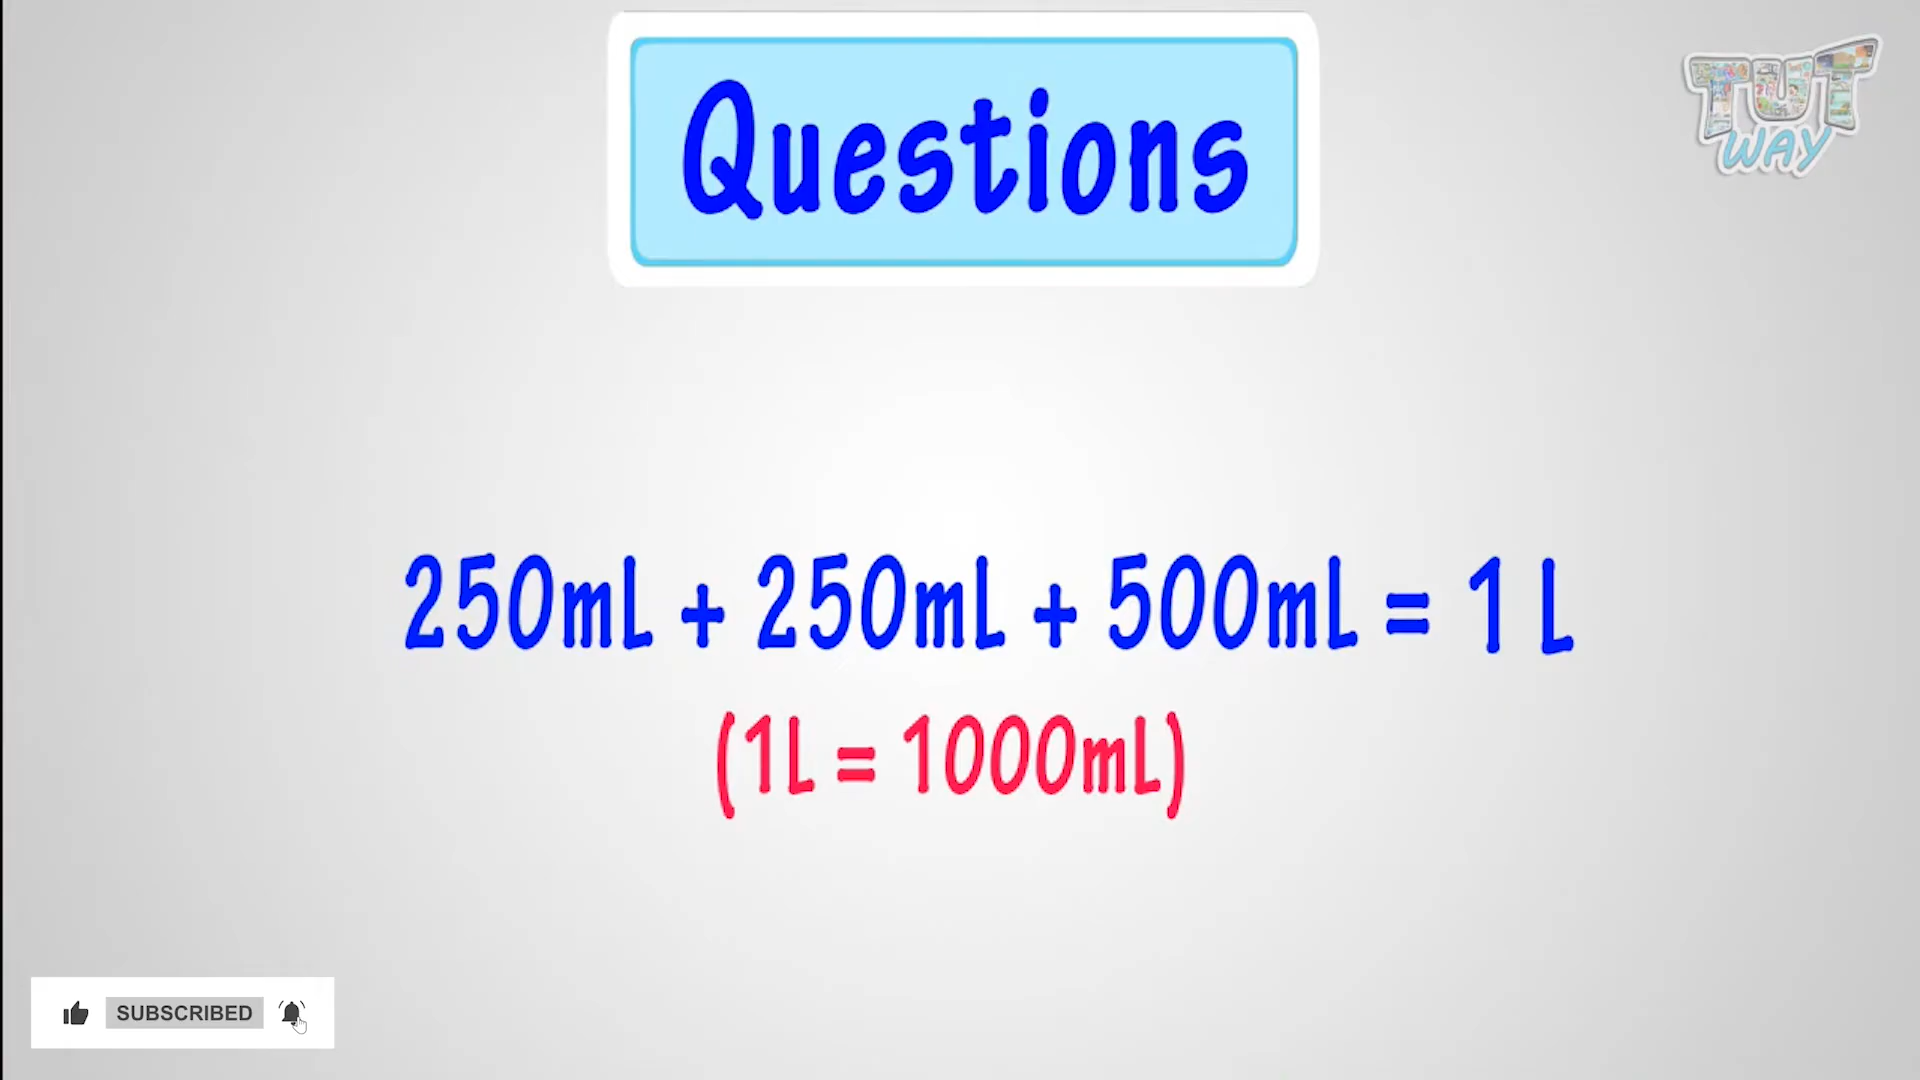 Questions
TUT
WAY
250mL + 250mL + 500mL = 1 L
(1L = 1000mL)
SUBSCRIBED